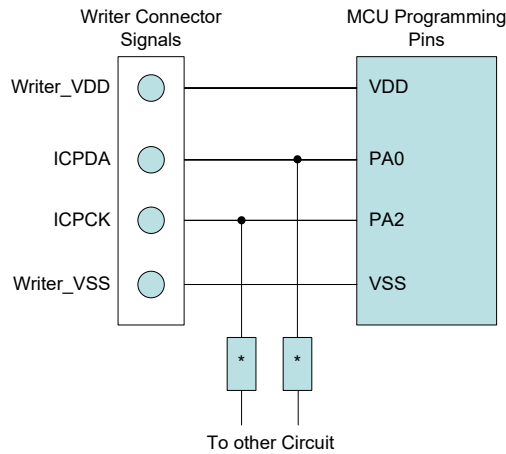 Writer Connector
Signals
MCU Programming
Pins
Writer_VDD
VDD
ICPDA
PA0
ICPCK
PA2
Writer_VSS
VSS
* *
To other Circuit